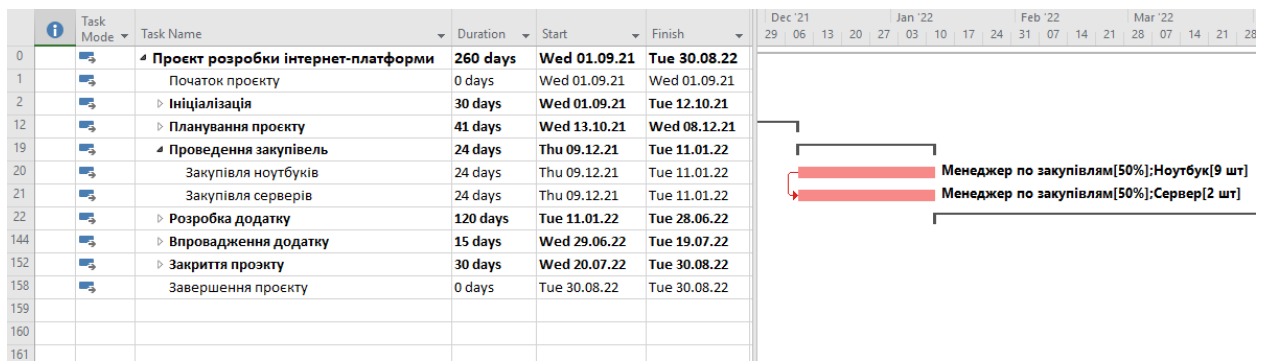 Task Mode Task Name Duration Start Finish Dec '21 Jan '22 Feb '22 Mar '22
29 06 13 20 27 03 10 17 24 31 07 14 21 28 07 14 21 28
0 Проєкт розробки інтернет-платформи 260 days Wed 01.09.21 Tue 30.08.22
1 Початок проєкту 0 days Wed 01.09.21 Wed 01.09.21
2 Ініціалізація 30 days Wed 01.09.21 Tue 12.10.21
12 Планування проєкту 41 days Wed 13.10.21 Wed 08.12.21
19 Проведення закупівель 24 days Thu 09.12.21 Tue 11.01.22
20 Закупівля ноутбуків 24 days Thu 09.12.21 Tue 11.01.22 Менеджер по закупівлям[50%];Ноутбук[9 шт]
21 Закупівля серверів 24 days Thu 09.12.21 Tue 11.01.22 Менеджер по закупівлям[50%];Сервер[2 шт]
22 Розробка додатку 120 days Tue 11.01.22 Tue 28.06.22
144 Впровадження додатку 15 days Wed 29.06.22 Tue 19.07.22
152 Закриття проэкту 30 days Wed 20.07.22 Tue 30.08.22
158 Завершення проєкту 0 days Tue 30.08.22 Tue 30.08.22
159
160
161